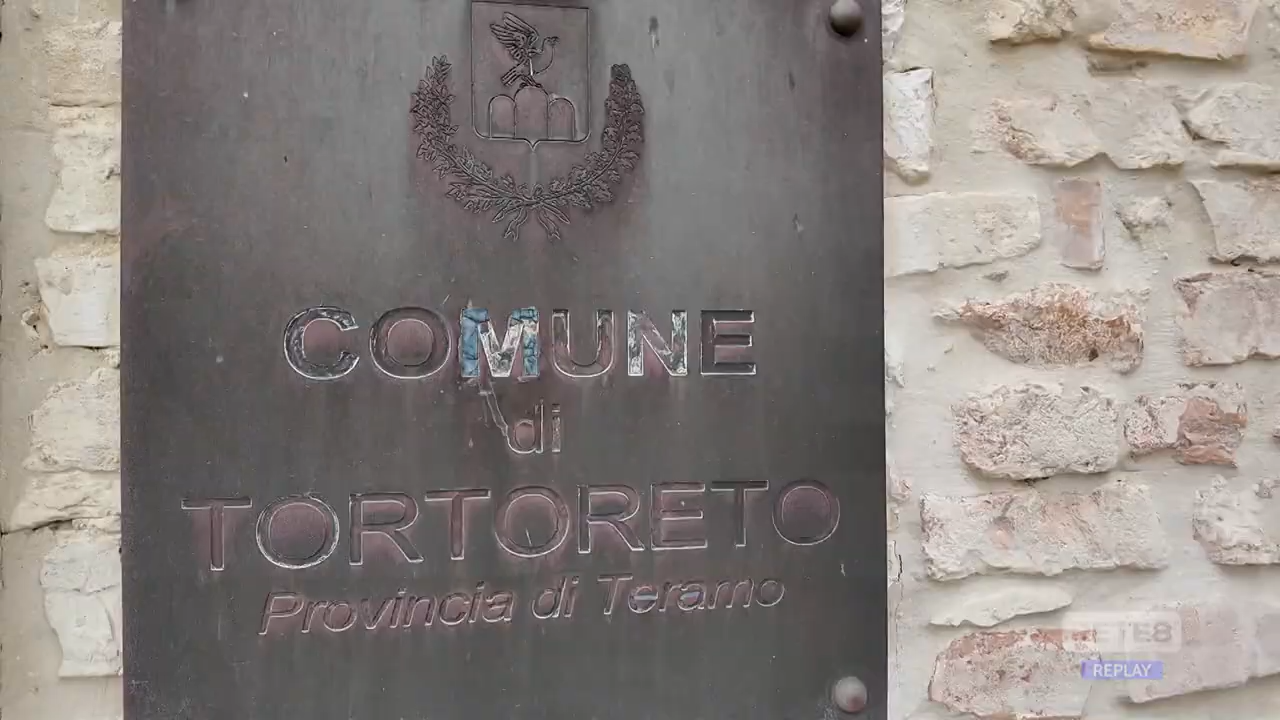 COMUNE
di
TORTORETO
Provincia di Teramo
RETE8
REPLAY